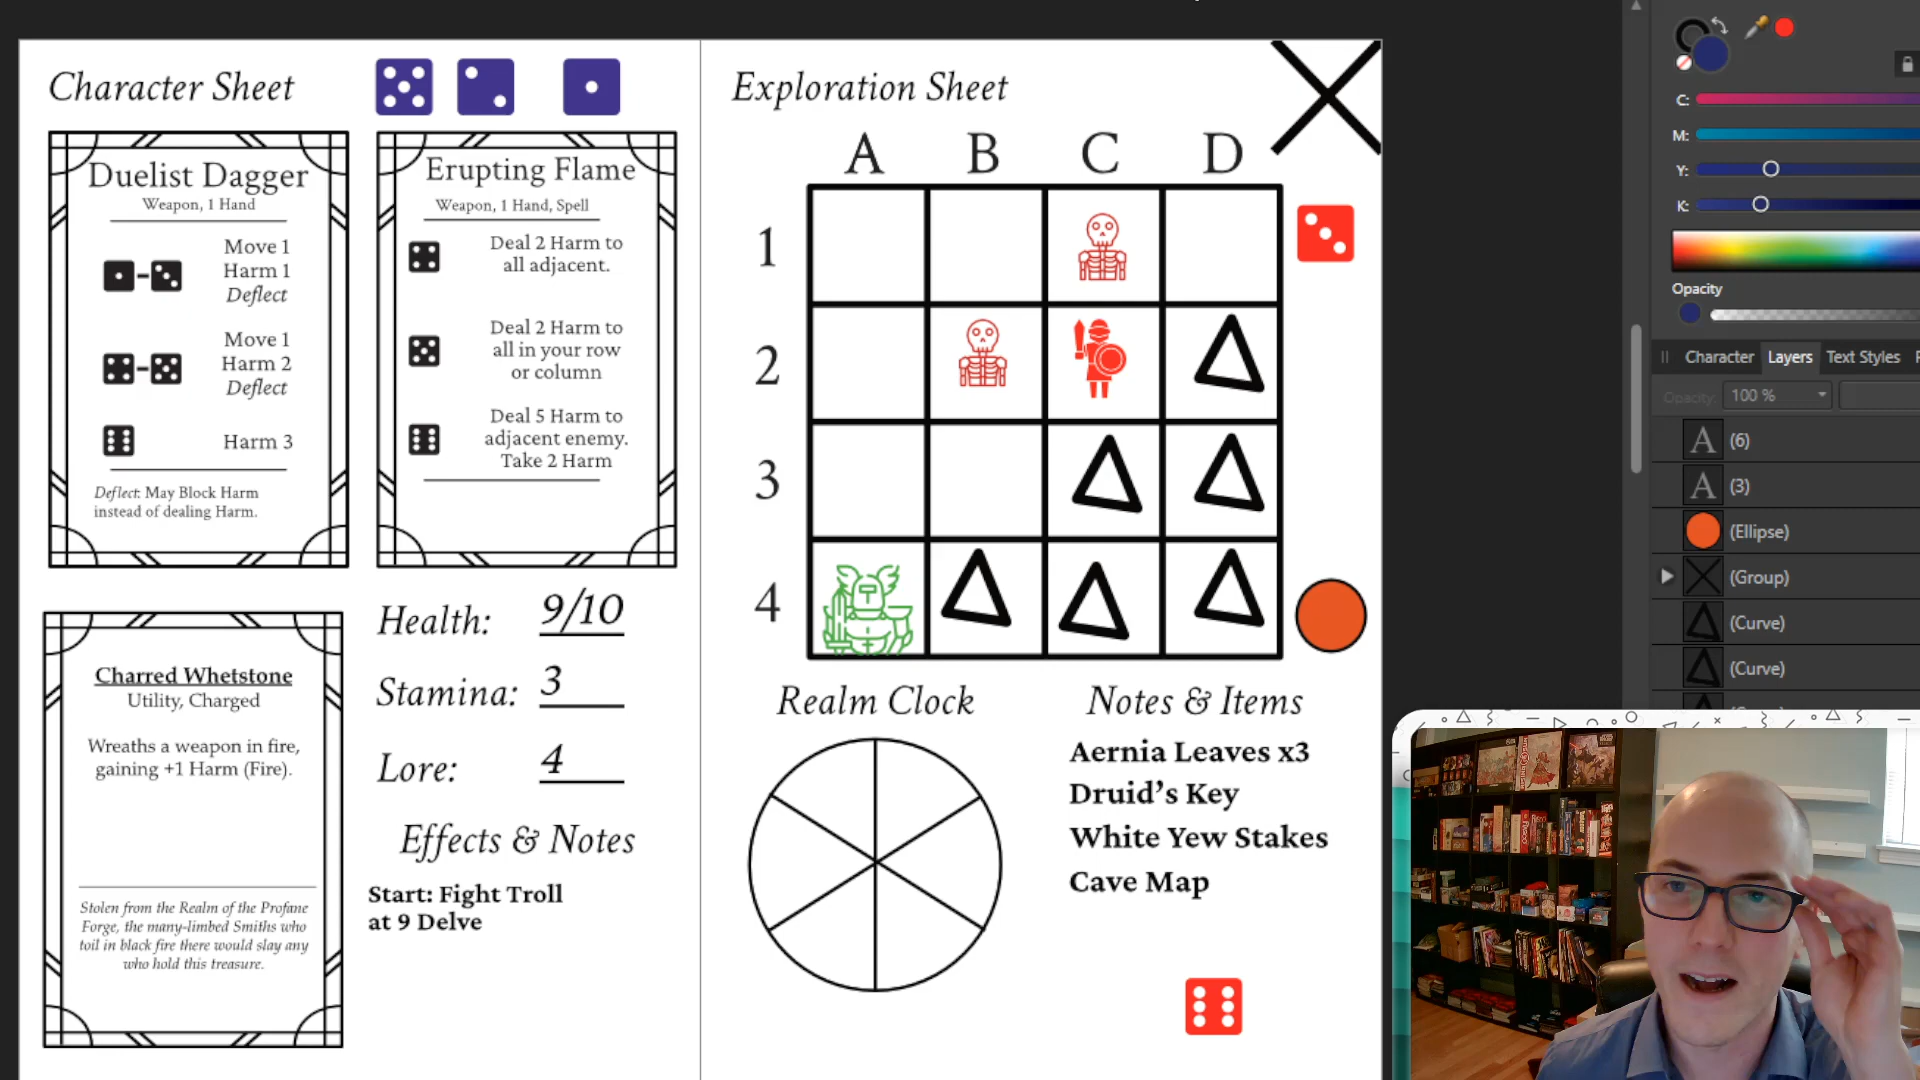 Character Sheet
Duelist Dagger
Weapon, 1 Hand
Move 1
Harm 1
Deflect
Move 1
Harm 2
Deflect
Harm 3
Deflect: May Block Harm
instead of dealing Harm.
Erupting Flame
Weapon, 1 Hand, Spell
Deal 2 Harm to
all adjacent.
Deal 2 Harm to
all in your row
or column
Deal 5 Harm to
adjacent enemy.
Take 2 Harm
Charred Whetstone
Utility, Charged
Wreaths a weapon in fire,
gaining +1 Harm (Fire).
Stolen from the Realm of the Profane
Forge, the many-limbed Smiths who
toil in black fire there would slay any
who hold this treasure.
Health: 9/10
Stamina: 3
Lore: 4
Effects & Notes
Start: Fight Troll
at 9 Delve
Exploration Sheet
A B C D
1
2
3
4
Realm Clock
Notes & Items
Aernia Leaves x3
Druid's Key
White Yew Stakes
Cave Map
C:
M:
Y:
K:
Opacity
Character Layers Text Styles
Opacity: 100 %
A (6)
A (3)
(Ellipse)
(Group)
(Curve)
(Curve)